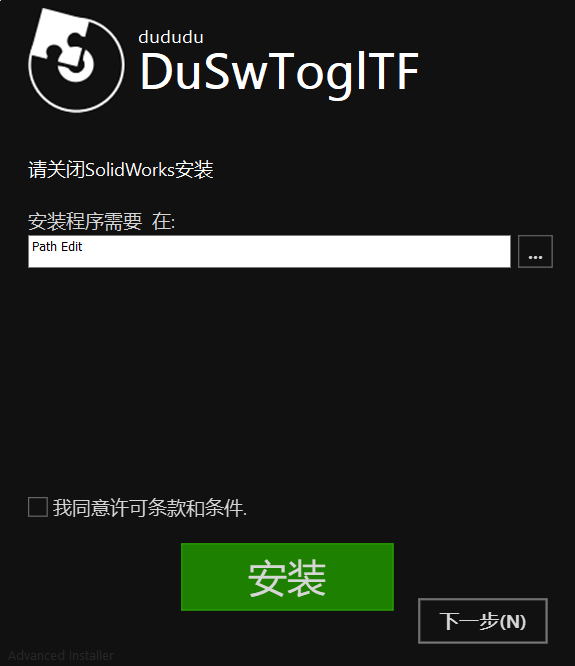 dududu
DuSwToglTF
请关闭SolidWorks安装
安装程序需要 在:
Path Edit
...
我同意许可条款和条件.
安装
下一步(N)
Advanced Installer